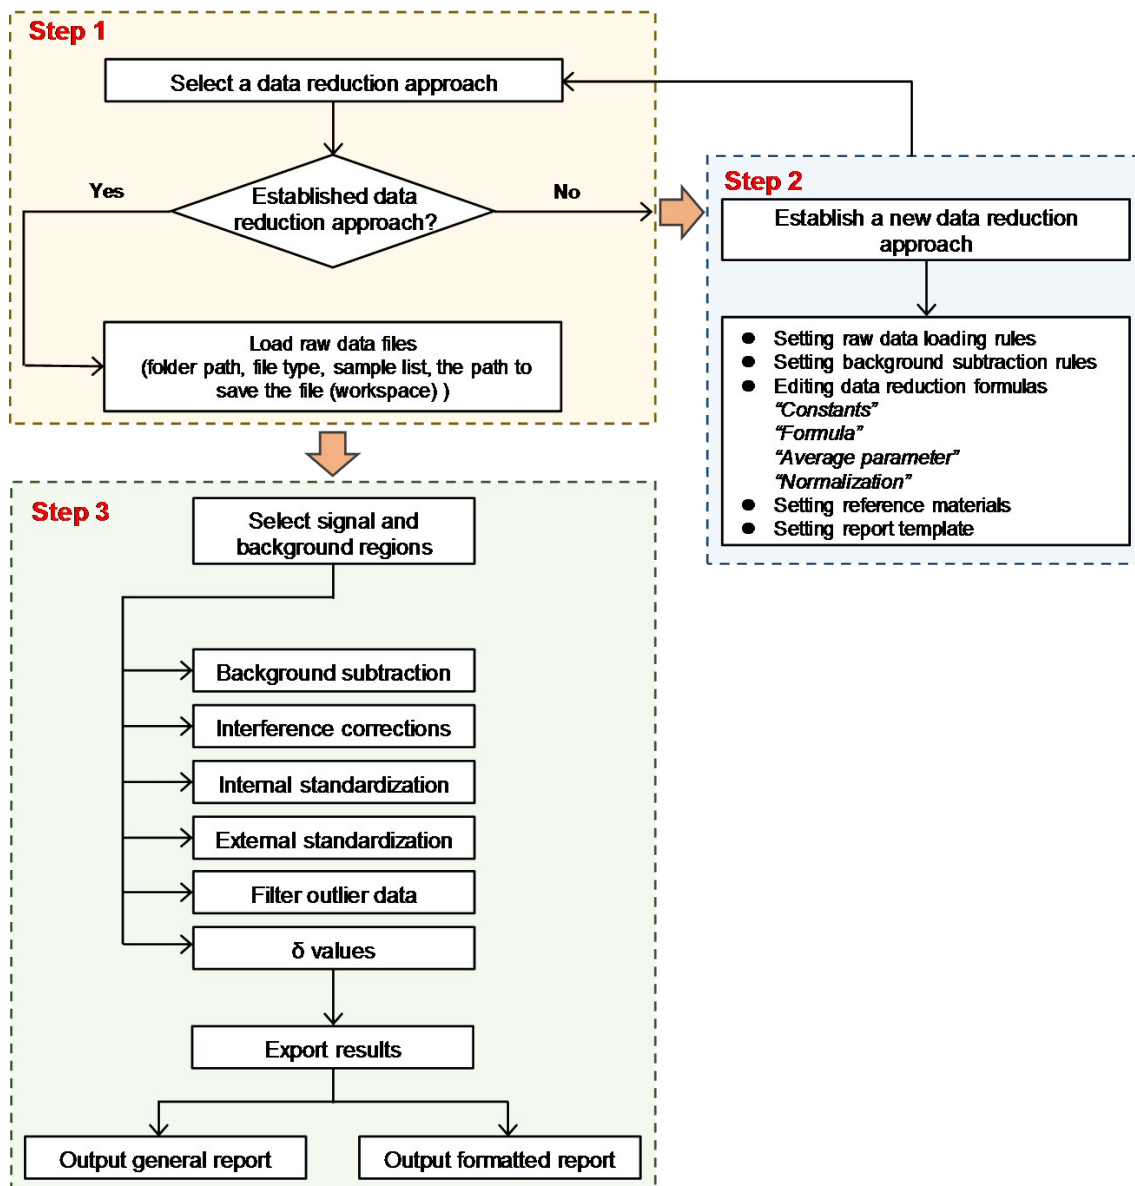 Step 1
Select a data reduction approach
Yes
Established data
reduction approach?
No
Load raw data files
(folder path, file type, sample list, the path to
save the file (workspace) )
Step 2
Establish a new data reduction
approach
● Setting raw data loading rules
● Setting background subtraction rules
● Editing data reduction formulas
“Constants”
“Formula”
“Average parameter”
“Normalization”
● Setting reference materials
● Setting report template
Step 3
Select signal and
background regions
Background subtraction
Interference corrections
Internal standardization
External standardization
Filter outlier data
δ values
Export results
Output general report
Output formatted report